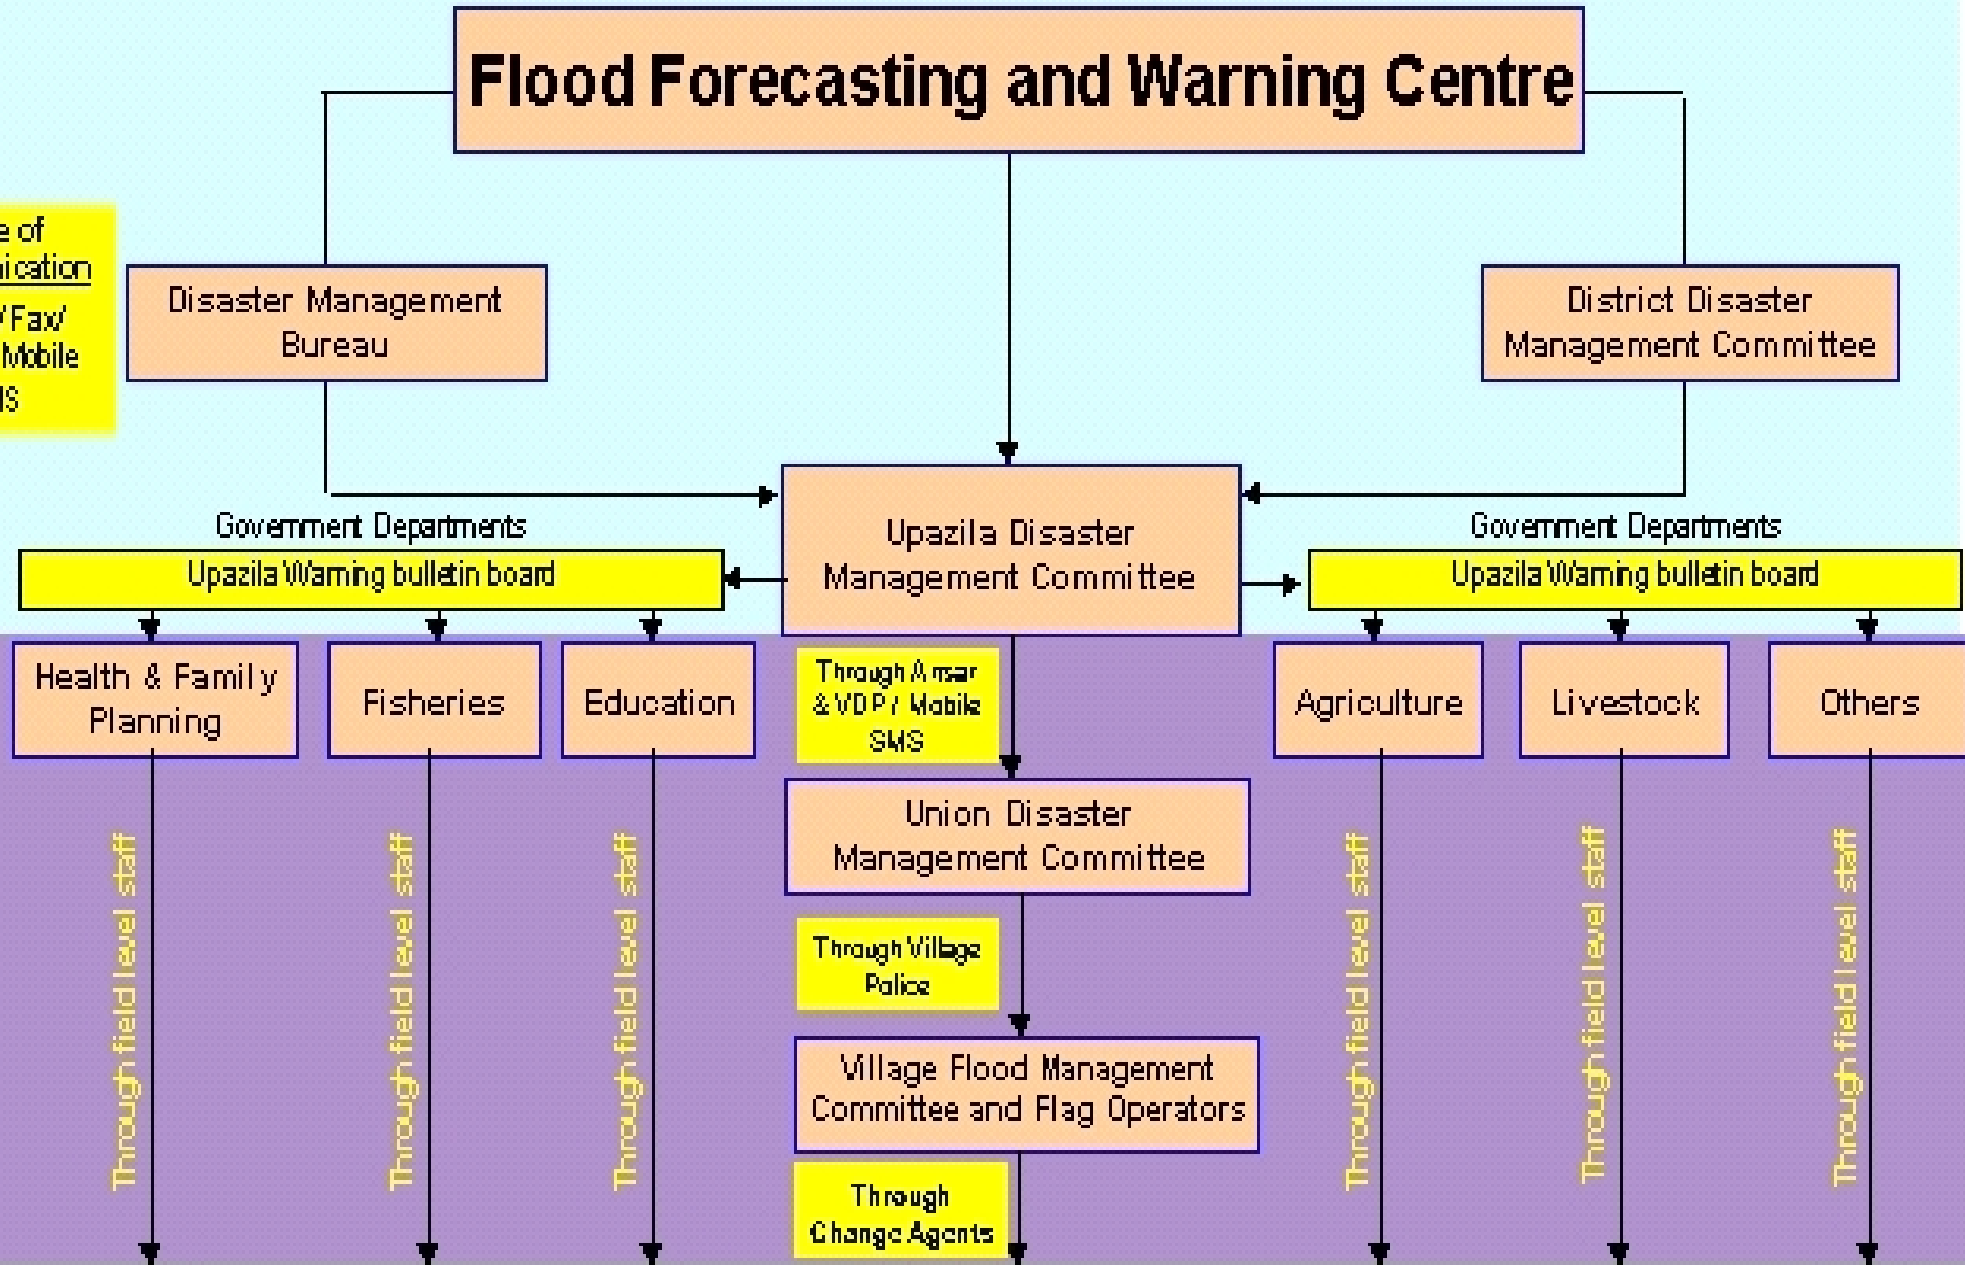 Flood Forecasting and Warning Centre
e of
nication
/Fax/
Mobile
MS
Disaster Management
Bureau
District Disaster
Management Committee
Upazila Disaster
Management Committee
Government Departments
Upazila Warning bulletin board
Government Departments
Upazila Warning bulletin board
Health & Family
Planning
Fisheries
Education
Through Ansar
& VDP / Mobile
SMS
Agriculture
Livestock
Others
Union Disaster
Management Committee
Through field level staff
Through field level staff
Through field level staff
Through Village
Police
Through field level staff
Through field level staff
Through field level staff
Village Flood Management
Committee and Flag Operators
Through
Change Agents